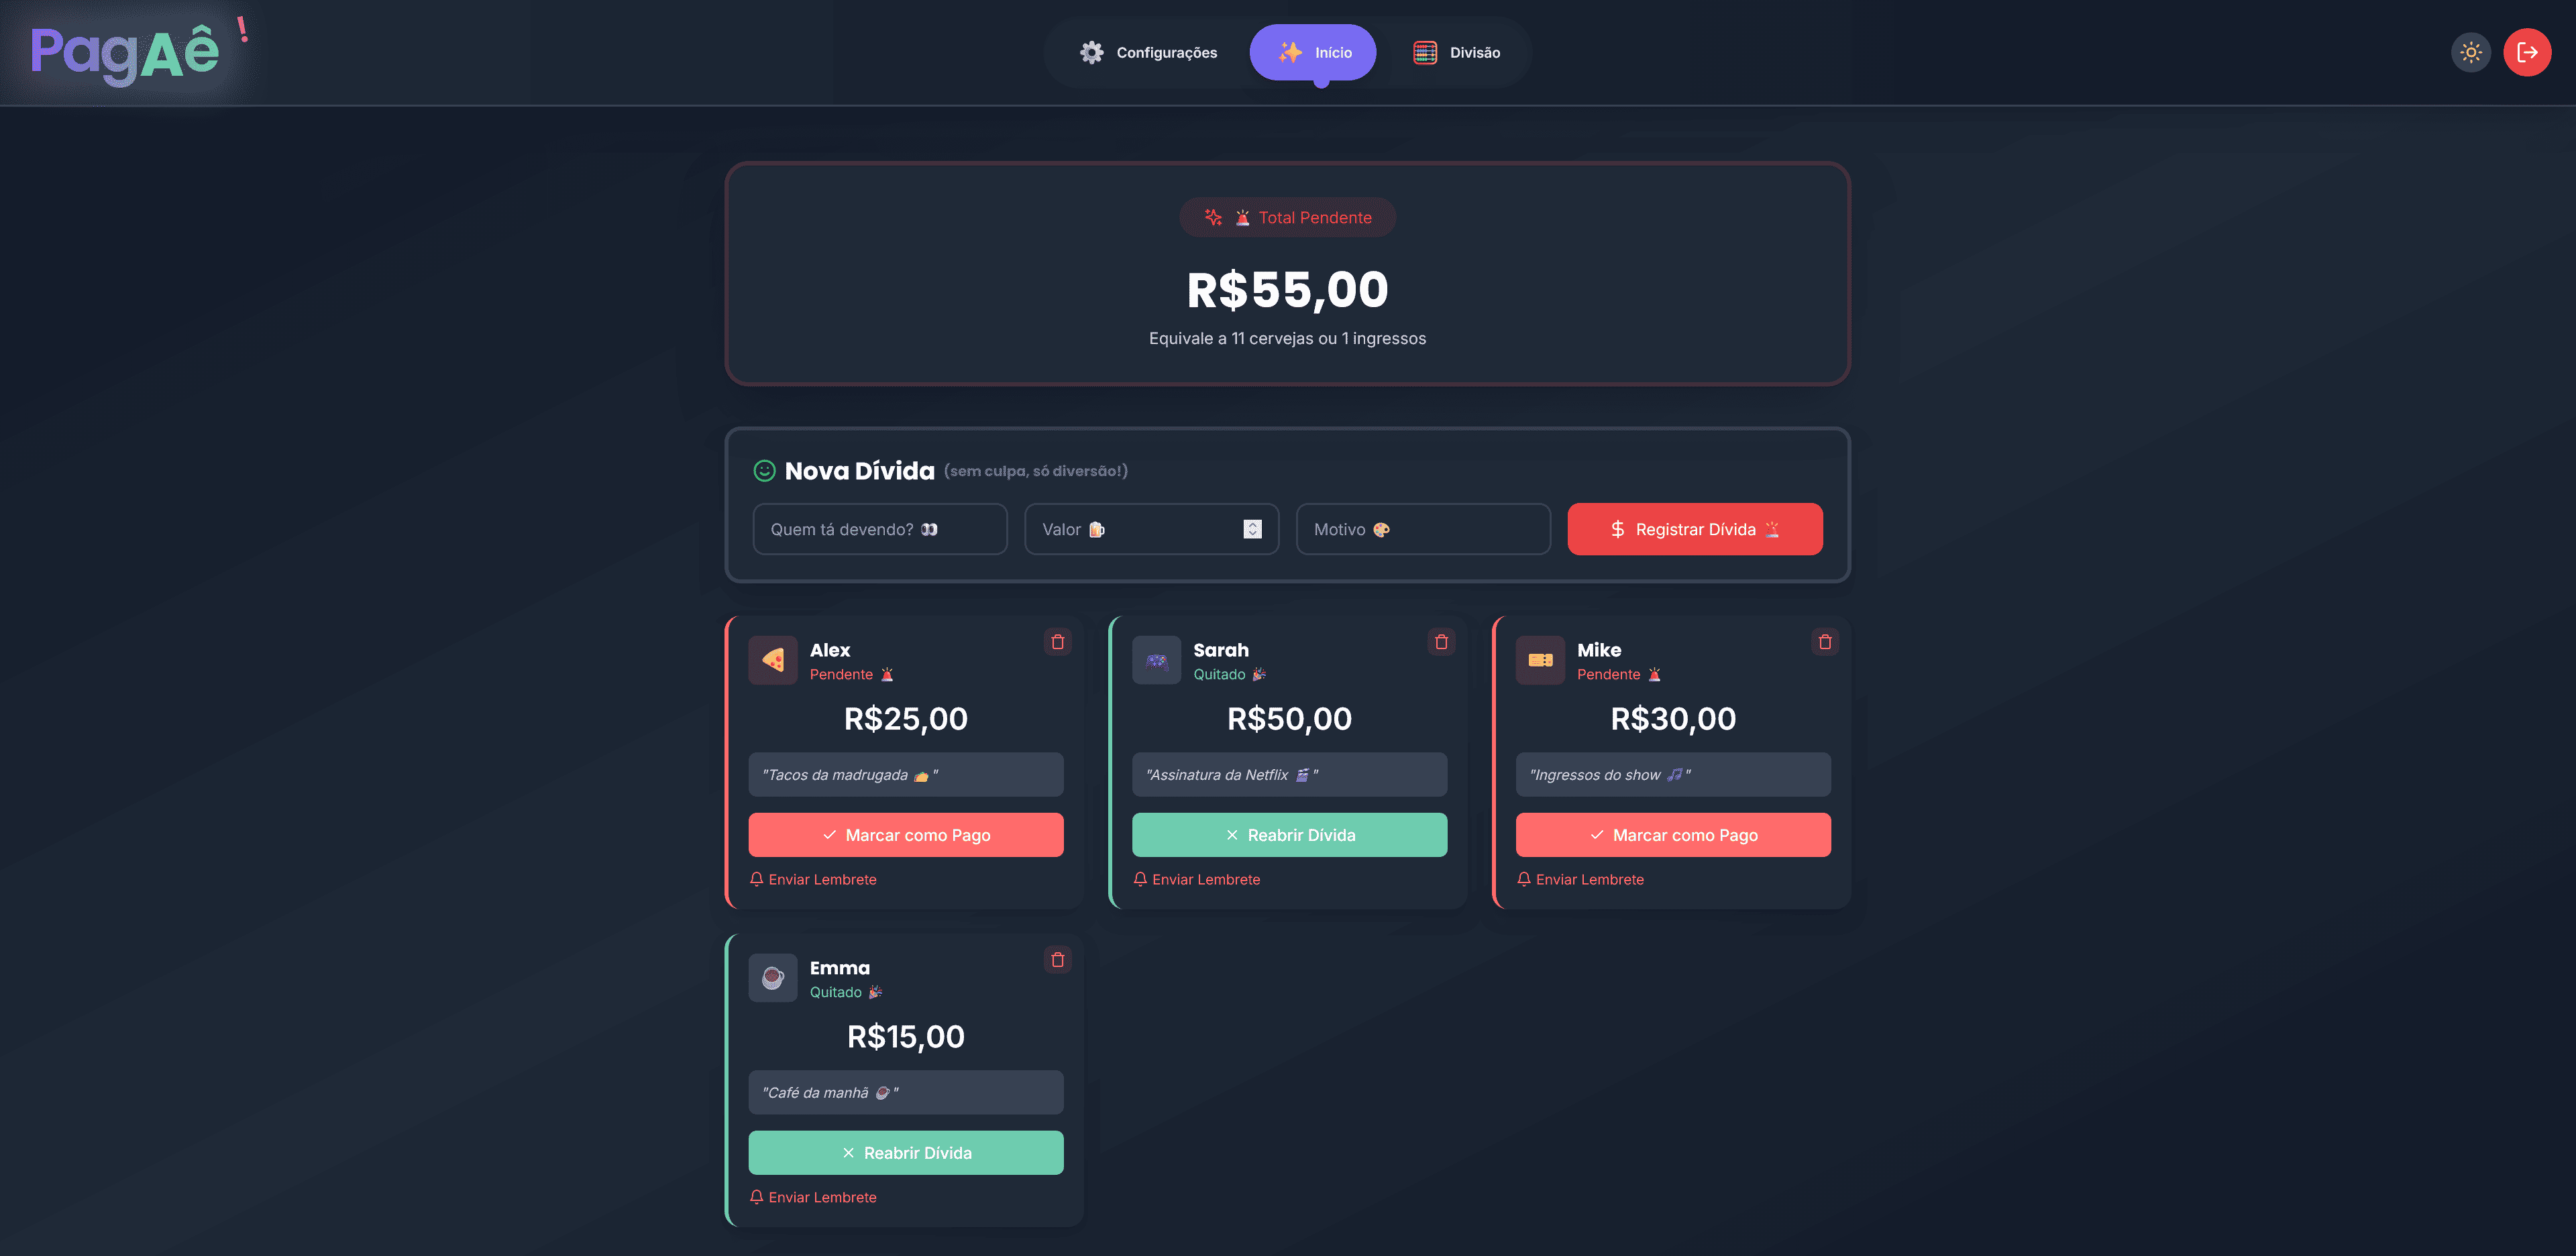 PagAê!
⚙️ Configurações
✨ Início
🧮 Divisão
🚨 Total Pendente
R$55,00
Equivale a 11 cervejas ou 1 ingressos
Nova Dívida (sem culpa, só diversão!)
Quem tá devendo? 👀
Valor 🍺
Motivo 🎨
$ Registrar Dívida 🚨
Alex
Pendente 🚨
R$25,00
"Tacos da madrugada 🌮"
✓ Marcar como Pago
Enviar Lembrete
Sarah
Quitado 🎉
R$50,00
"Assinatura da Netflix 🎬"
✕ Reabrir Dívida
Enviar Lembrete
Mike
Pendente 🚨
R$30,00
"Ingressos do show 🎶"
✓ Marcar como Pago
Enviar Lembrete
Emma
Quitado 🎉
R$15,00
"Café da manhã ☕"
✕ Reabrir Dívida
Enviar Lembrete